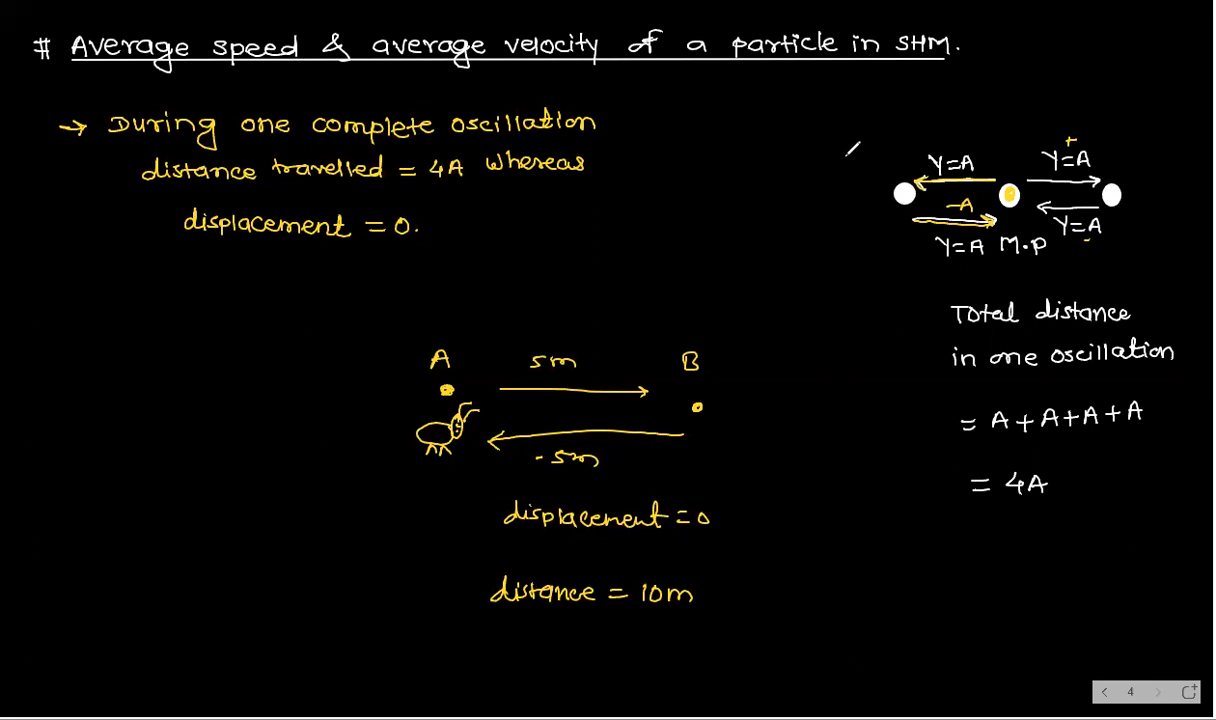 # Average speed & average velocity of a particle in SHM.
→ During one complete oscillation
distance travelled = 4A whereas
displacement = 0.
Y=A
+
Y=A
-A
Y=A
-
Y=A M.P
Total distance
in one oscillation
= A + A + A + A
= 4A
A 5m B
-5m
displacement = 0
distance = 10m
4